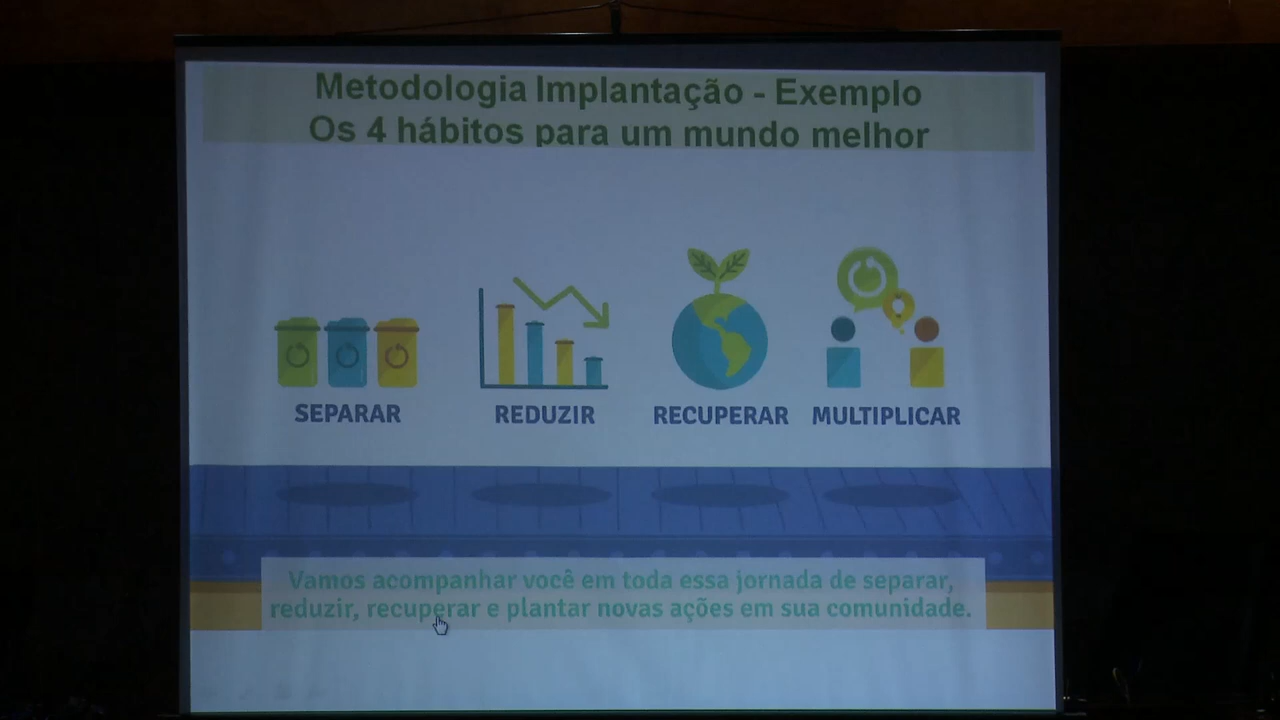 Metodologia Implantação - Exemplo
Os 4 hábitos para um mundo melhor
SEPARAR
REDUZIR
RECUPERAR
MULTIPLICAR
Vamos acompanhar você em toda essa jornada de separar,
reduzir, recuperar e plantar novas ações em sua comunidade.